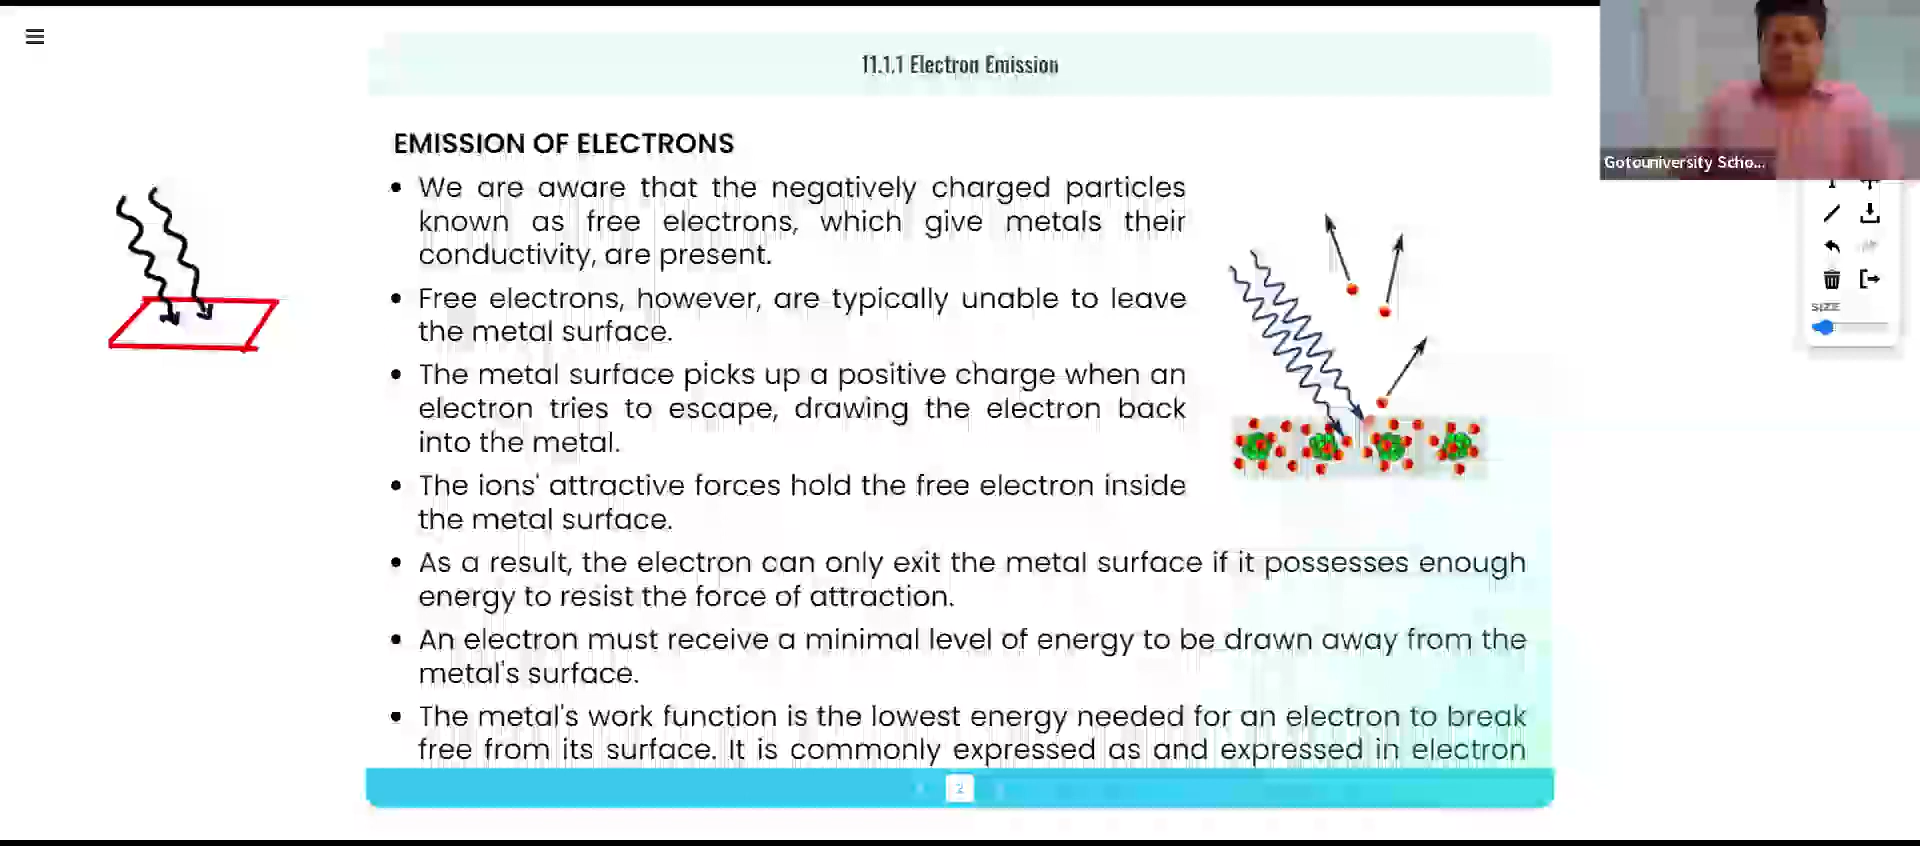 11.1.1 Electron Emission
Gotouniversity Scho...
EMISSION OF ELECTRONS
• We are aware that the negatively charged particles
known as free electrons, which give metals their
conductivity, are present.
• Free electrons, however, are typically unable to leave
the metal surface.
• The metal surface picks up a positive charge when an
electron tries to escape, drawing the electron back
into the metal.
• The ions' attractive forces hold the free electron inside
the metal surface.
• As a result, the electron can only exit the metal surface if it possesses enough
energy to resist the force of attraction.
• An electron must receive a minimal level of energy to be drawn away from the
metal's surface.
• The metal's work function is the lowest energy needed for an electron to break
free from its surface. It is commonly expressed as and expressed in electron
SIZE
2